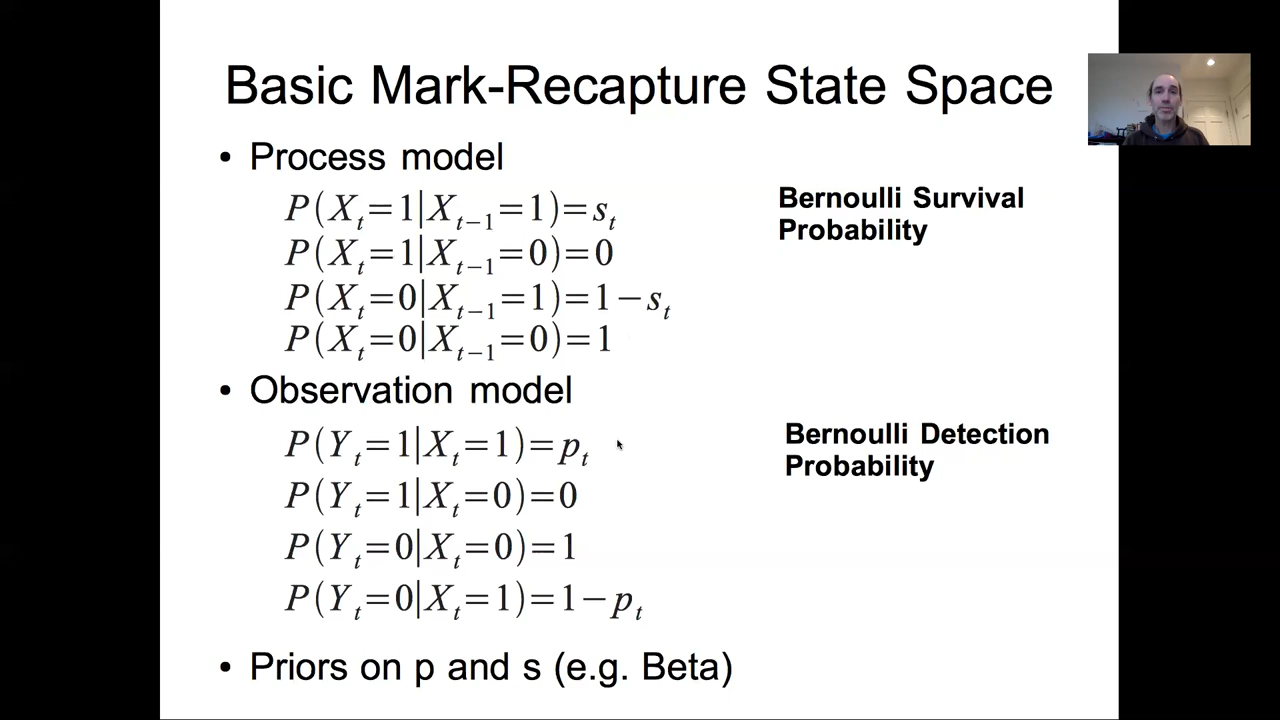 Basic Mark-Recapture State Space
• Process model
P(X_t=1|X_{t−1}=1)=s_t
P(X_t=1|X_{t−1}=0)=0
P(X_t=0|X_{t−1}=1)=1−s_t
P(X_t=0|X_{t−1}=0)=1
Bernoulli Survival
Probability
• Observation model
P(Y_t=1|X_t=1)=p_t
P(Y_t=1|X_t=0)=0
P(Y_t=0|X_t=0)=1
P(Y_t=0|X_t=1)=1−p_t
Bernoulli Detection
Probability
• Priors on p and s (e.g. Beta)